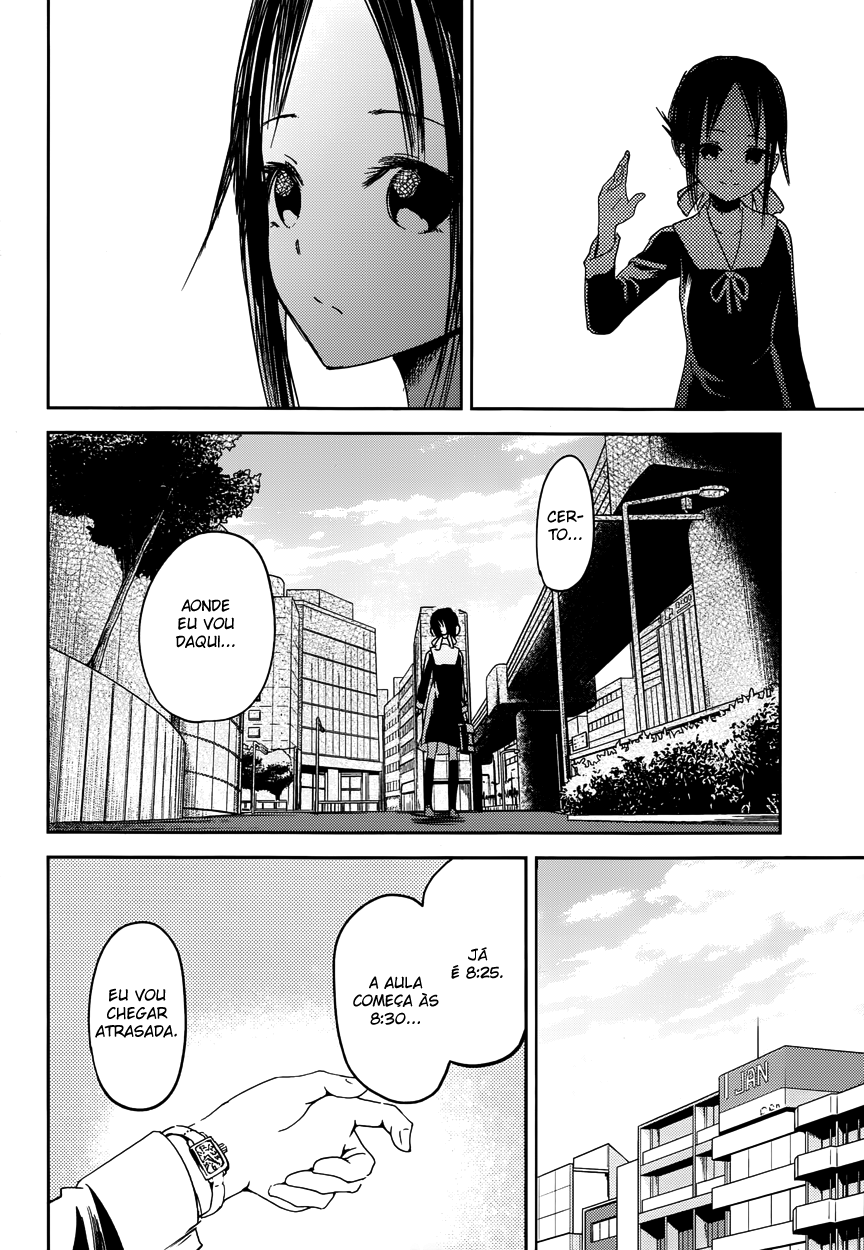 CER-
TO...
AONDE
EU VOU
DAQUI...
JÁ
É 8:25.
A AULA
COMEÇA ÀS
8:30...
EU VOU
CHEGAR
ATRASADA.
JAN